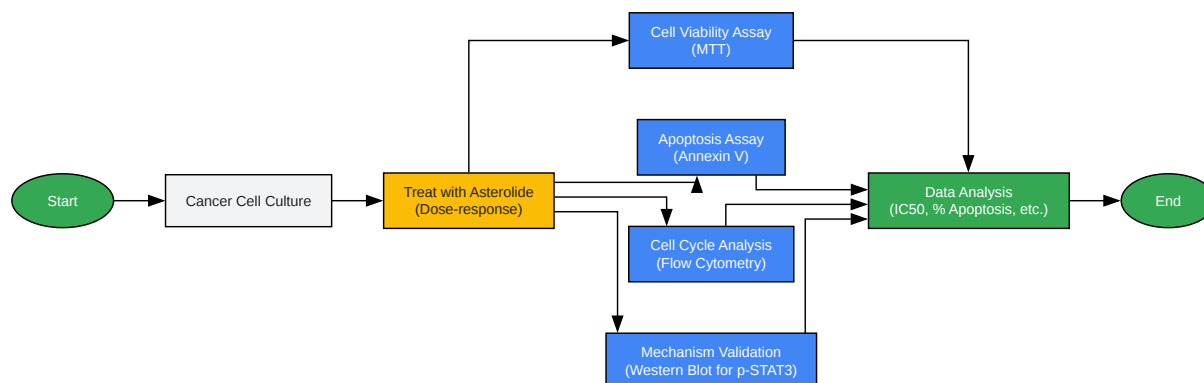 Start
Cancer Cell Culture
Treat with Asterolide
(Dose-response)
Cell Viability Assay
(MTT)
Apoptosis Assay
(Annexin V)
Cell Cycle Analysis
(Flow Cytometry)
Mechanism Validation
(Western Blot for p-STAT3)
Data Analysis
(IC50, % Apoptosis, etc.)
End